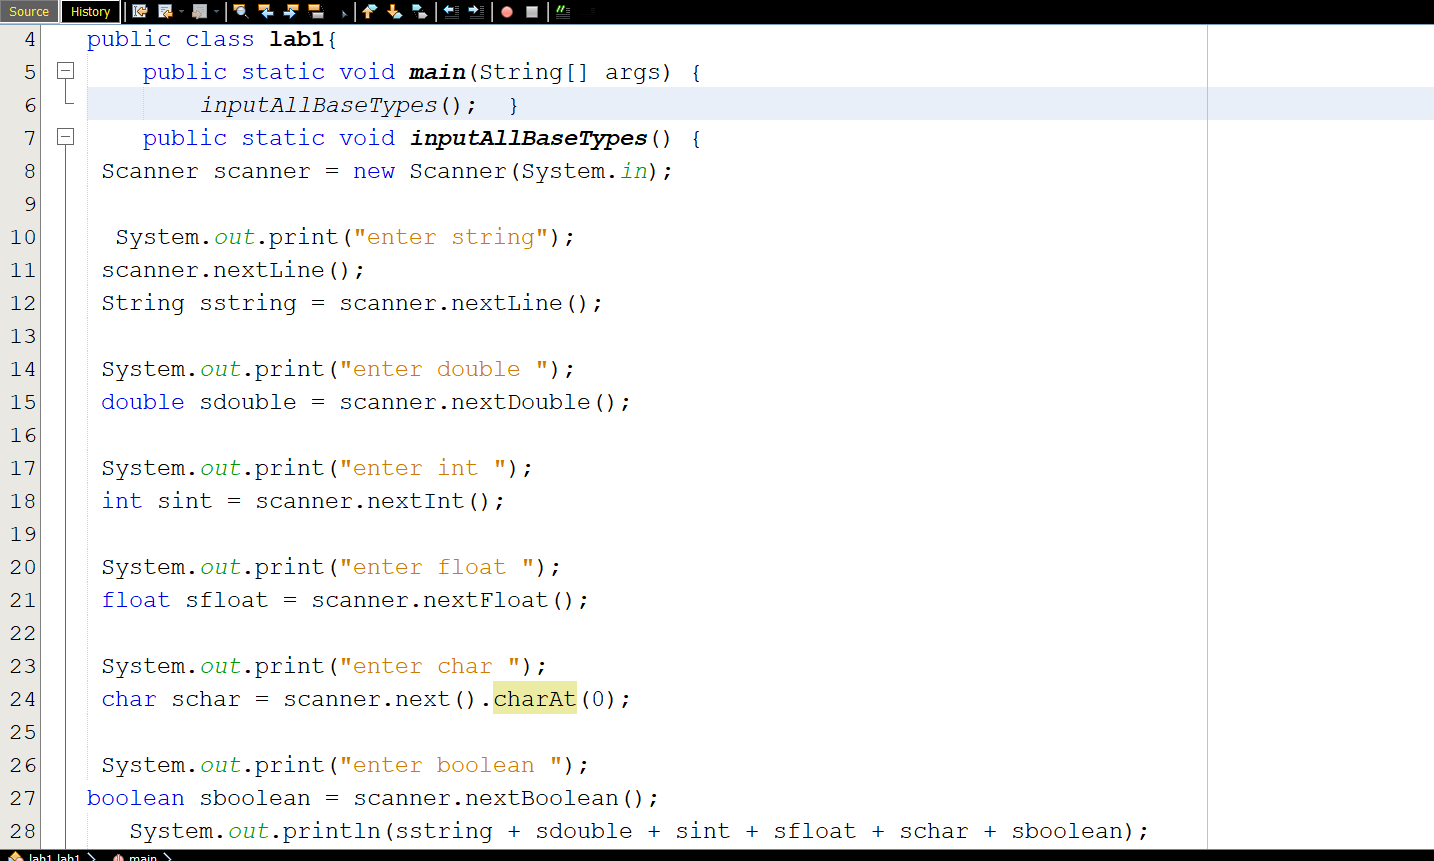 Source History
4 public class lab1{
5 public static void main(String[] args) {
6 inputAllBaseTypes(); }
7 public static void inputAllBaseTypes() {
8 Scanner scanner = new Scanner(System.in);
9
10 System.out.print("enter string");
11 scanner.nextLine();
12 String sstring = scanner.nextLine();
13
14 System.out.print("enter double ");
15 double sdouble = scanner.nextDouble();
16
17 System.out.print("enter int ");
18 int sint = scanner.nextInt();
19
20 System.out.print("enter float ");
21 float sfloat = scanner.nextFloat();
22
23 System.out.print("enter char ");
24 char schar = scanner.next().charAt(0);
25
26 System.out.print("enter boolean ");
27 boolean sboolean = scanner.nextBoolean();
28 System.out.println(sstring + sdouble + sint + sfloat + schar + sboolean);
lab1.lab1 main